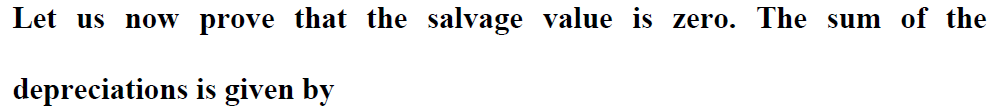 Let us now prove that the salvage value is zero. The sum of the
depreciations is given by